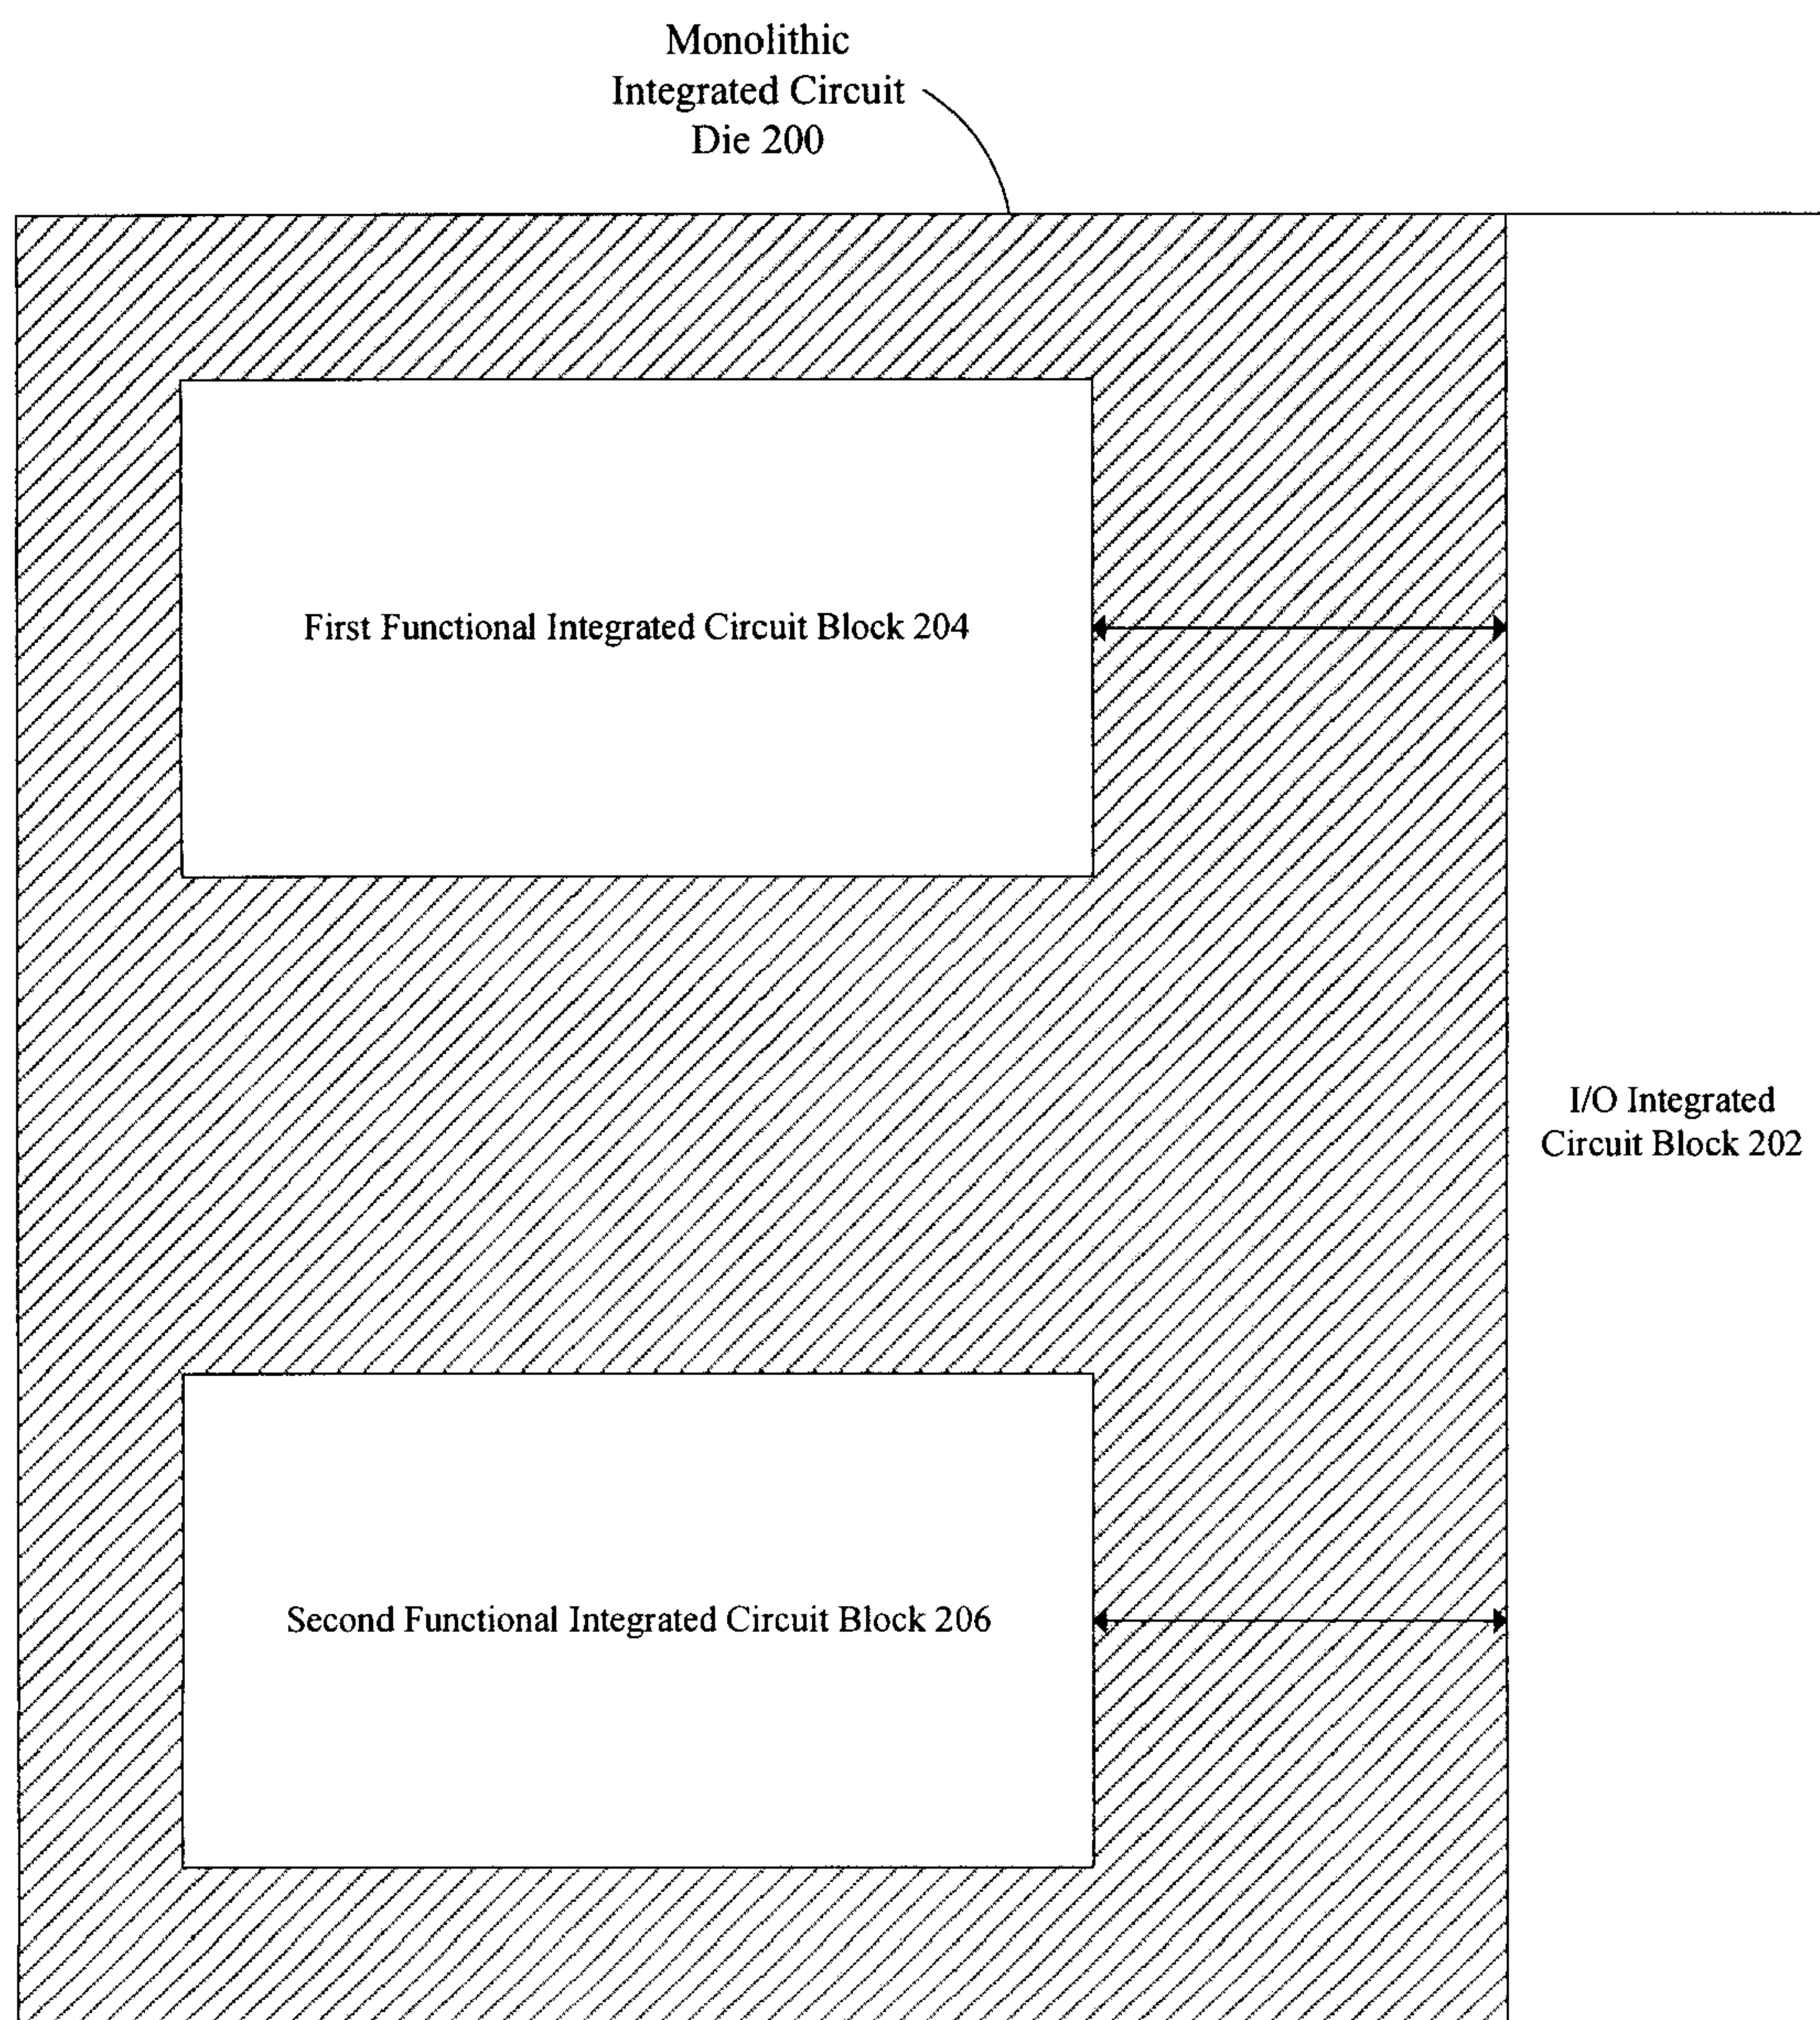 Monolithic
Integrated Circuit
Die 200
First Functional Integrated Circuit Block 204
I/O Integrated
Circuit Block 202
Second Functional Integrated Circuit Block 206